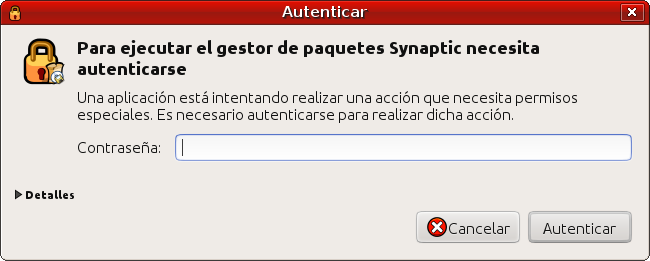 Autenticar
Para ejecutar el gestor de paquetes Synaptic necesita
autenticarse
Una aplicación está intentando realizar una acción que necesita permisos
especiales. Es necesario autenticarse para realizar dicha acción.
Contraseña:
Detalles
Cancelar
Autenticar